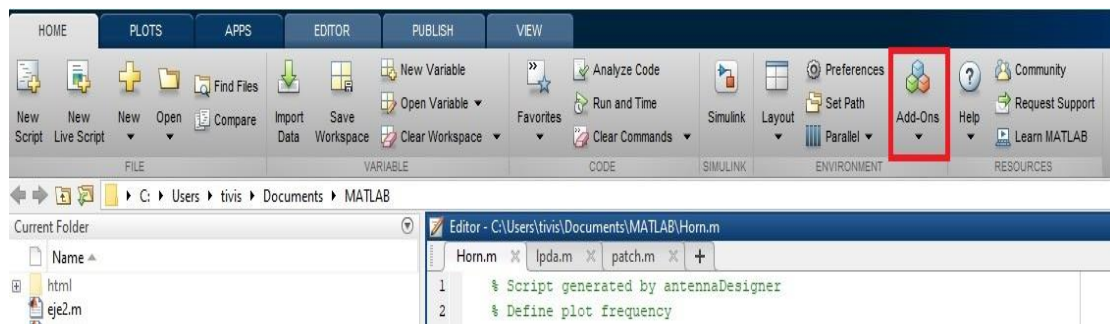 HOME PLOTS APPS EDITOR PUBLISH VIEW
New Script
New Live Script
New
Open
Find Files
Compare
FILE
Import Data
Save Workspace
New Variable
Open Variable
Clear Workspace
VARIABLE
Favorites
Analyze Code
Run and Time
Clear Commands
CODE
Simulink
SIMULINK
Layout
Preferences
Set Path
Parallel
Add-Ons
ENVIRONMENT
Help
Community
Request Support
Learn MATLAB
RESOURCES
C: Users tivis Documents MATLAB
Current Folder
Name
html
eje2.m
Editor - C:\Users\tivis\Documents\MATLAB\Horn.m
Horn.m lpda.m patch.m +
1 % Script generated by antennaDesigner
2 % Define plot frequency